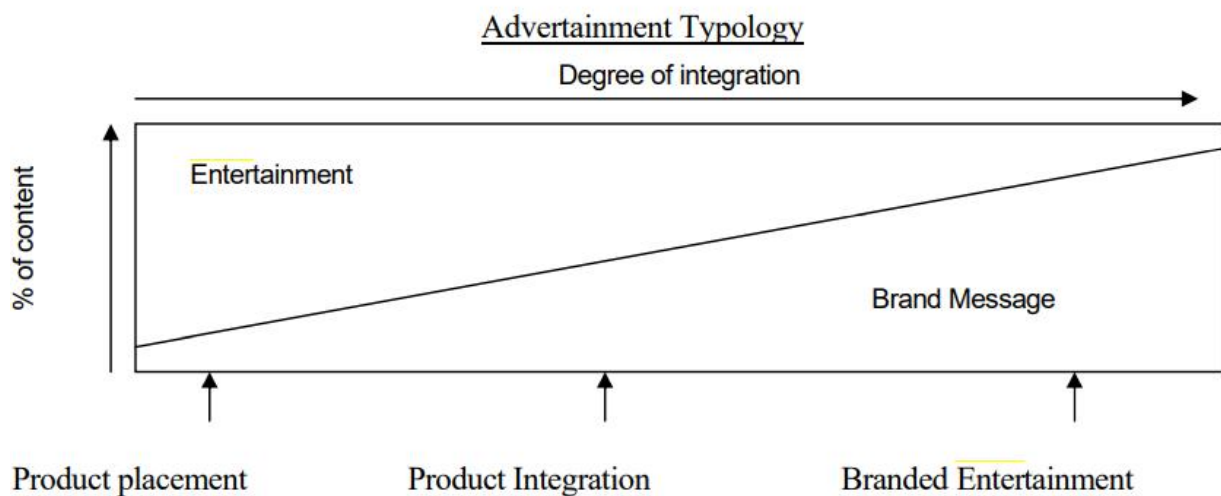 Advertainment Typology
Degree of integration
% of content
Entertainment
Brand Message
Product placement Product Integration Branded Entertainment